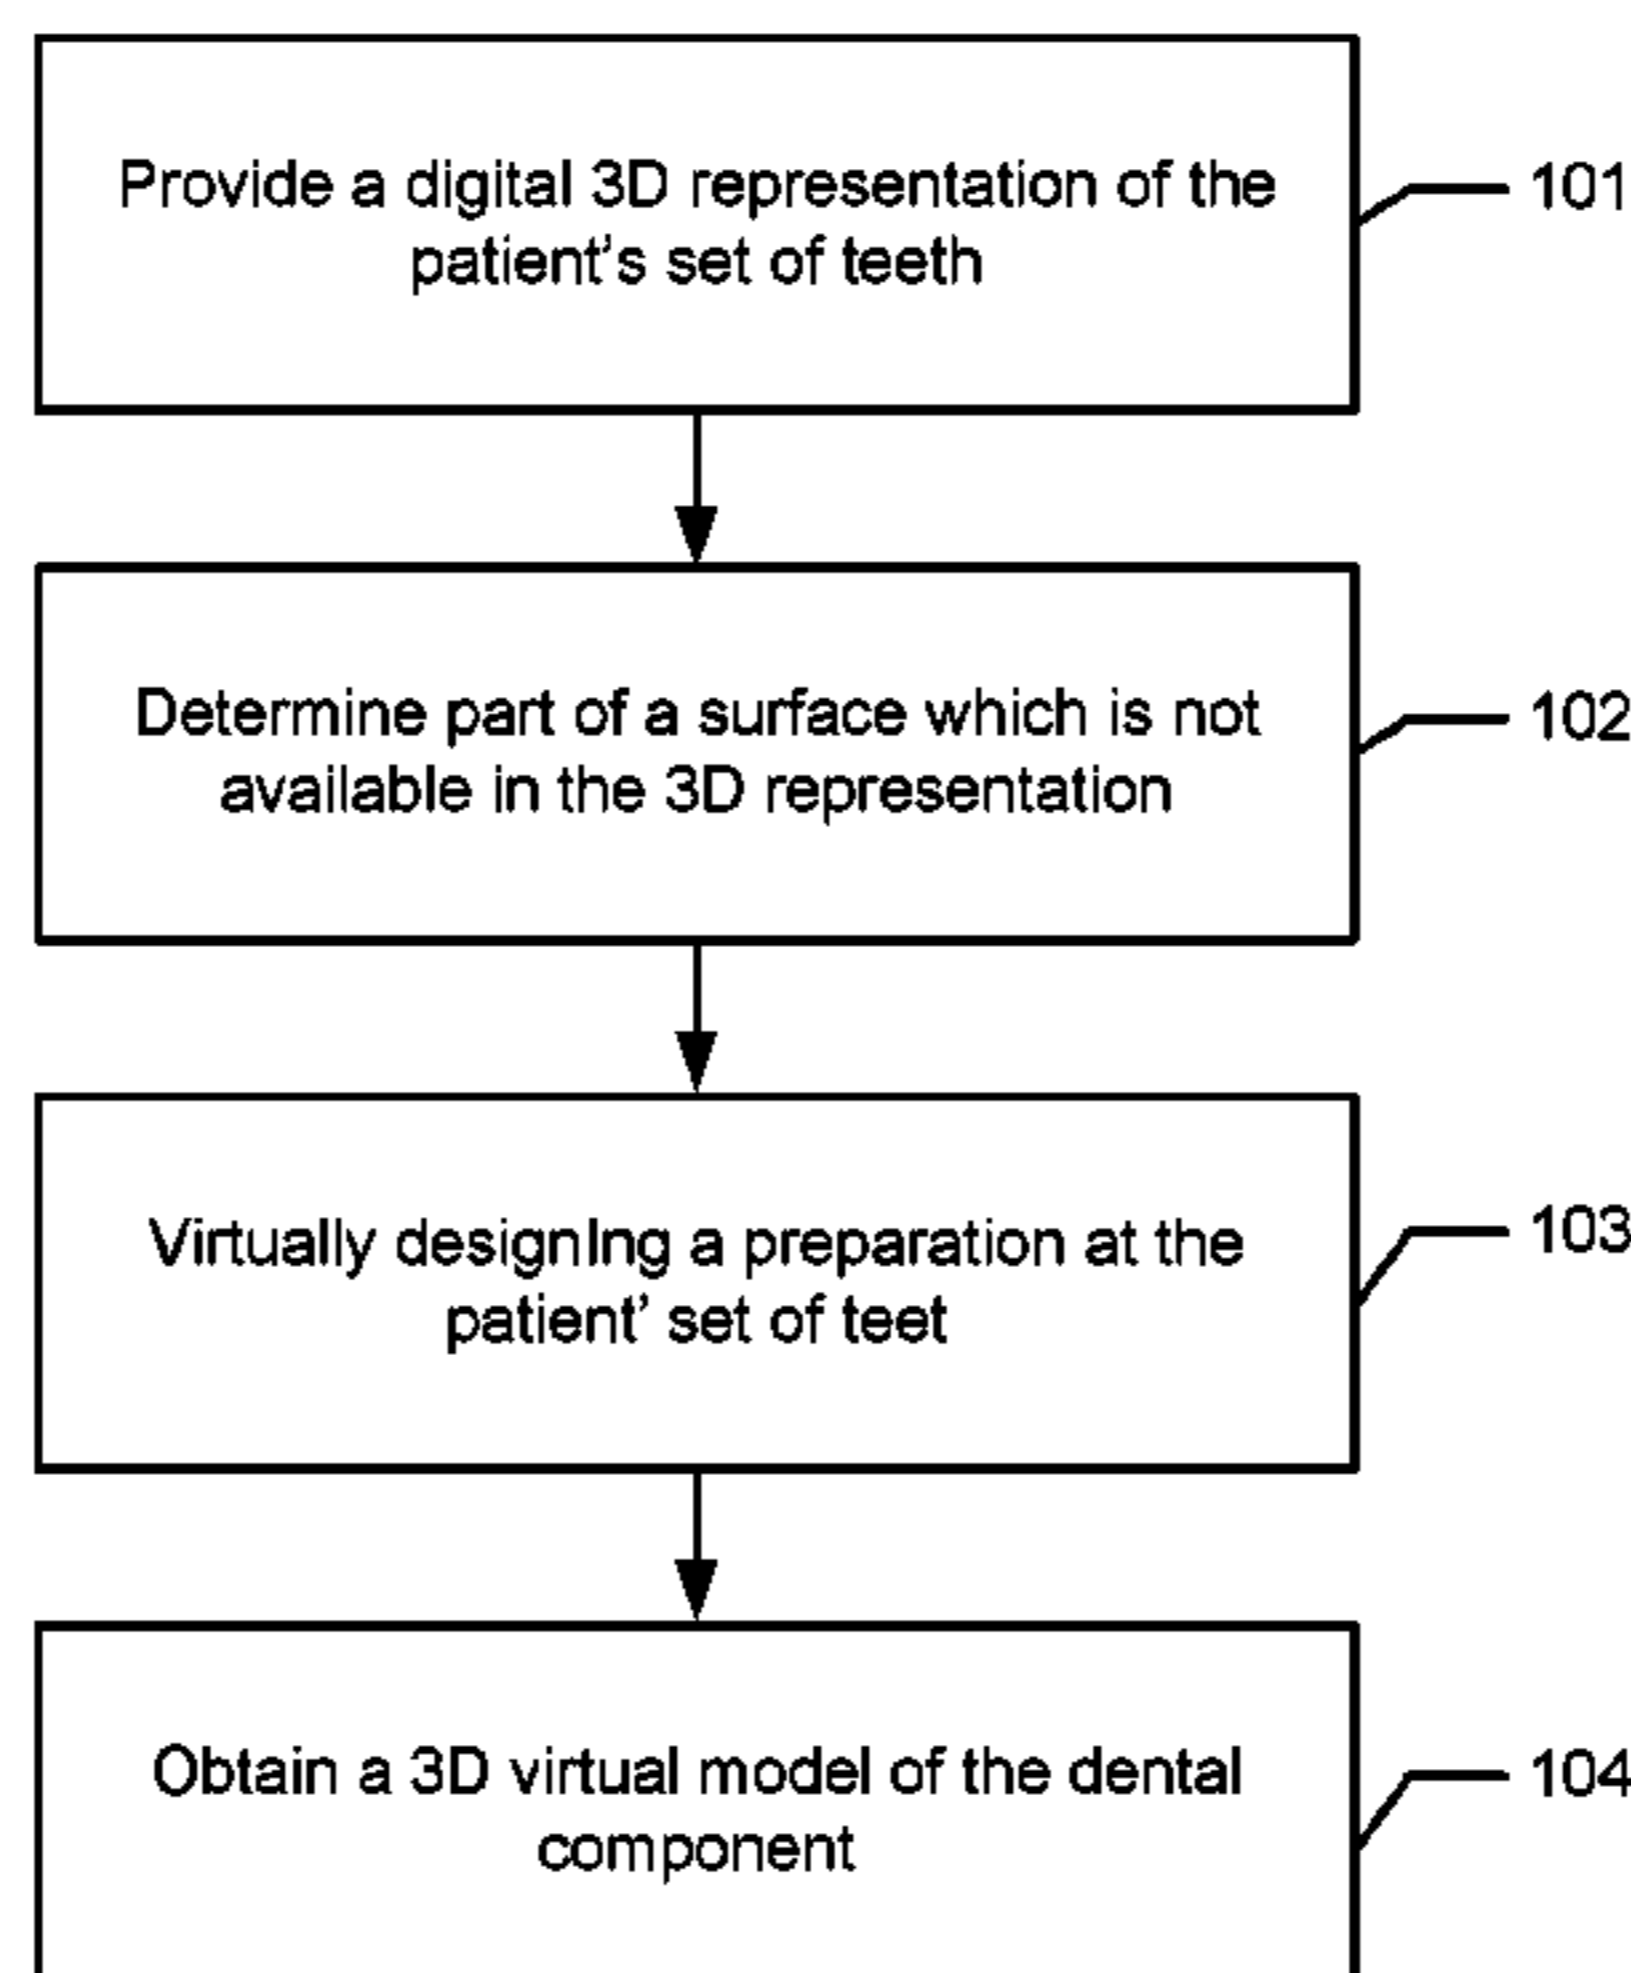 Provide a digital 3D representation of the
patient's set of teeth
101
Determine part of a surface which is not
available in the 3D representation
102
Virtually designIng a preparation at the
patient' set of teet
103
Obtain a 3D virtual model of the dental
component
104